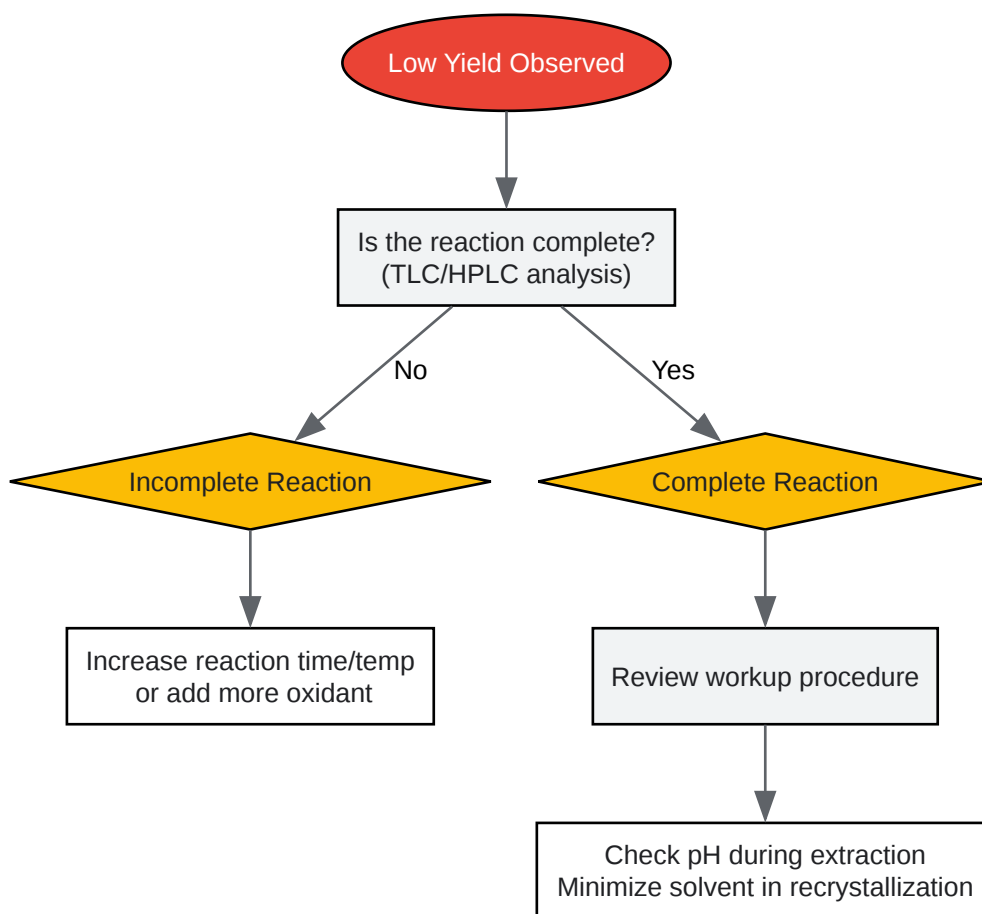 Low Yield Observed
Is the reaction complete?
(TLC/HPLC analysis)
No
Yes
Incomplete Reaction
Complete Reaction
Increase reaction time/temp
or add more oxidant
Review workup procedure
Check pH during extraction
Minimize solvent in recrystallization